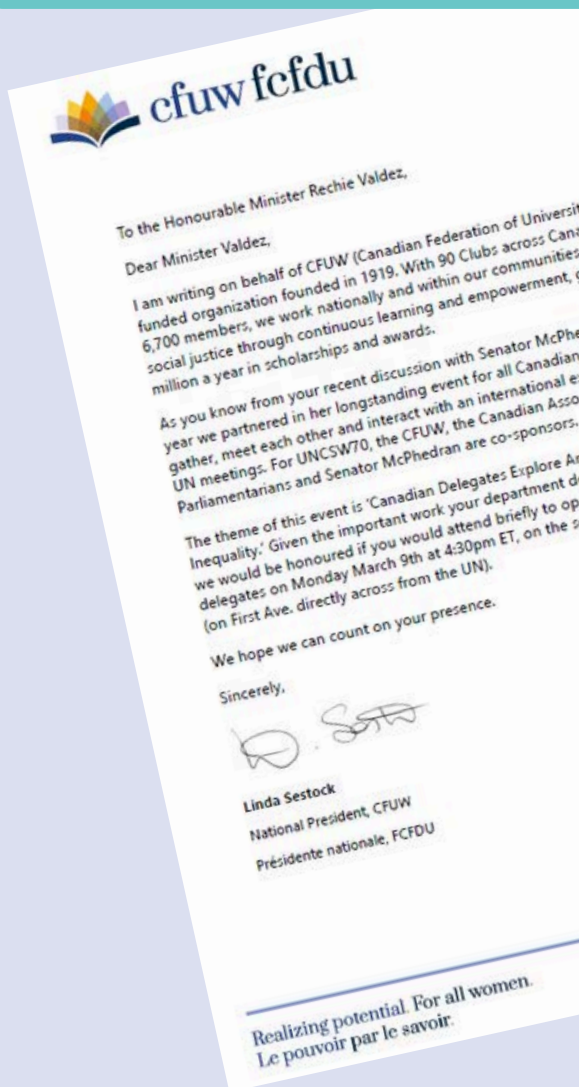 cfuw fcfdu
To the Honourable Minister Rechie Valdez,
Dear Minister Valdez,
I am writing on behalf of CFUW (Canadian Federation of
funded organization founded in 1919. With 90 Clubs across
6,700 members, we work nationally and within our communities
social justice through continuous learning and empowerment,
million a year in scholarships and awards.
As you know from your recent discussion with Senator
year we partnered in her longstanding event for all Canadian
gather, meet each other and interact with an international
UN meetings. For UNCSW70, the CFUW, the Canadian
Parliamentarians and Senator McPhedran are co-sponsors.
The theme of this event is 'Canadian Delegates Explore
Inequality.' Given the important work your department
we would be honoured if you would attend briefly to
delegates on Monday March 9th at 4:30pm ET, on the
(on First Ave. directly across from the UN).
We hope we can count on your presence.
Sincerely,
Linda Sestock
National President, CFUW
Présidente nationale, FCFDU
Realizing potential. For all women.
Le pouvoir par le savoir.